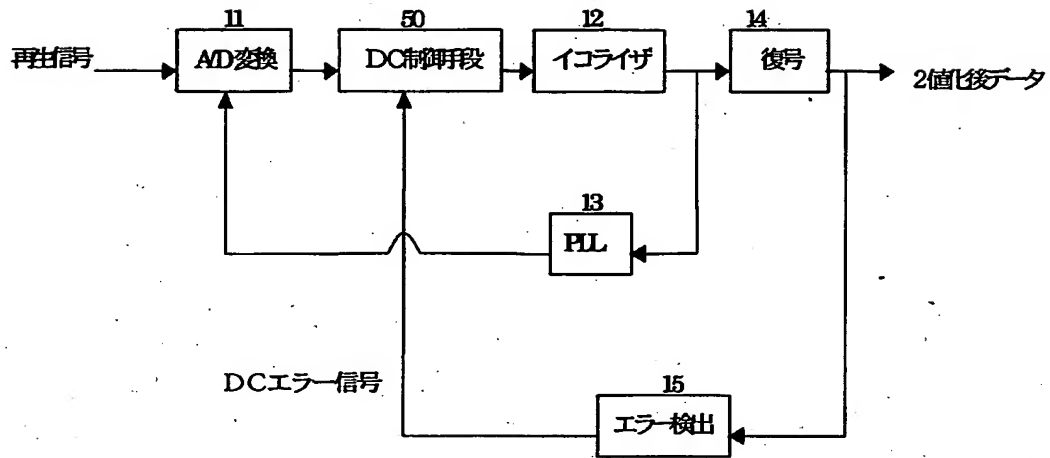 11
50
12
14
再生信号
A/D変換
DC制御手段
イコライザ
復号
2値化後データ
13
PLL
DCエラー信号
15
エラー検出